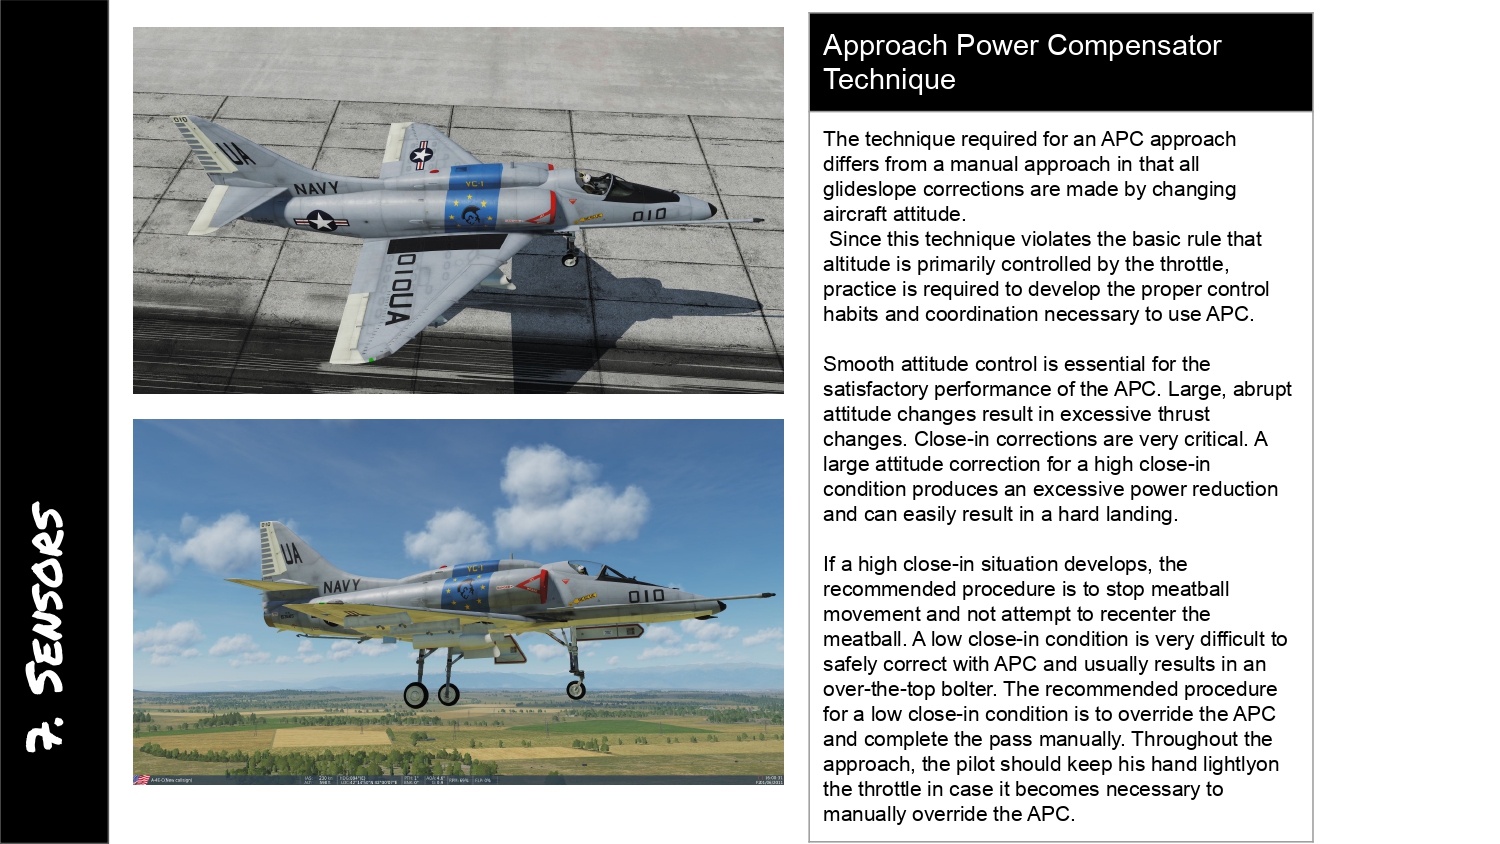 7. SENSORS
010
UA
NAVY
VC-1
RESCUE
010
010UA
010
UA
NAVY
VC-1
RESCUE
010
Approach Power Compensator
Technique
The technique required for an APC approach
differs from a manual approach in that all
glideslope corrections are made by changing
aircraft attitude.
Since this technique violates the basic rule that
altitude is primarily controlled by the throttle,
practice is required to develop the proper control
habits and coordination necessary to use APC.
Smooth attitude control is essential for the
satisfactory performance of the APC. Large, abrupt
attitude changes result in excessive thrust
changes. Close-in corrections are very critical. A
large attitude correction for a high close-in
condition produces an excessive power reduction
and can easily result in a hard landing.
If a high close-in situation develops, the
recommended procedure is to stop meatball
movement and not attempt to recenter the
meatball. A low close-in condition is very difficult to
safely correct with APC and usually results in an
over-the-top bolter. The recommended procedure
for a low close-in condition is to override the APC
and complete the pass manually. Throughout the
approach, the pilot should keep his hand lightlyon
the throttle in case it becomes necessary to
manually override the APC.